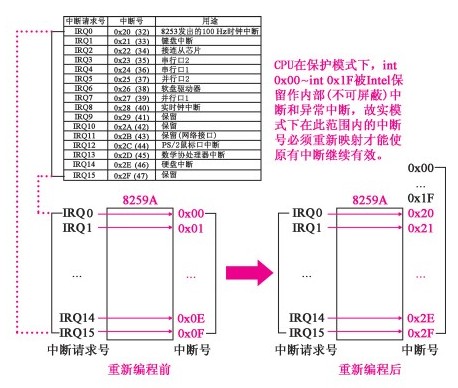 中断请求号 中断号 用途
IRQ0 0x20 (32) 8253发出的100 Hz时钟中断
IRQ1 0x21 (33) 键盘中断
IRQ2 0x22 (34) 接连从芯片
IRQ3 0x23 (35) 串行口2
IRQ4 0x24 (36) 串行口1
IRQ5 0x25 (37) 并行口2
IRQ6 0x26 (38) 软盘驱动器
IRQ7 0x27 (39) 并行口1
IRQ8 0x28 (40) 实时钟中断
IRQ9 0x29 (41) 保留
IRQ10 0x2A (42) 保留
IRQ11 0x2B (43) 保留(网络接口)
IRQ12 0x2C (44) PS/2鼠标口中断
IRQ13 0x2D (45) 数学协处理器中断
IRQ14 0x2E (46) 硬盘中断
IRQ15 0x2F (47) 保留
CPU在保护模式下，int
0x00~int 0x1F被Intel保
留作内部(不可屏蔽)中
断和异常中断，故实模
式下在此范围内的中断
号必须重新映射才能使
原有中断继续有效。
8259A
IRQ0 0x00
IRQ1 0x01
... ...
IRQ14 0x0E
IRQ15 0x0F
中断请求号 中断号
重新编程前
0x00
...
0x1F
8259A
IRQ0 0x20
IRQ1 0x21
... ...
IRQ14 0x2E
IRQ15 0x2F
中断请求号 中断号
重新编程后